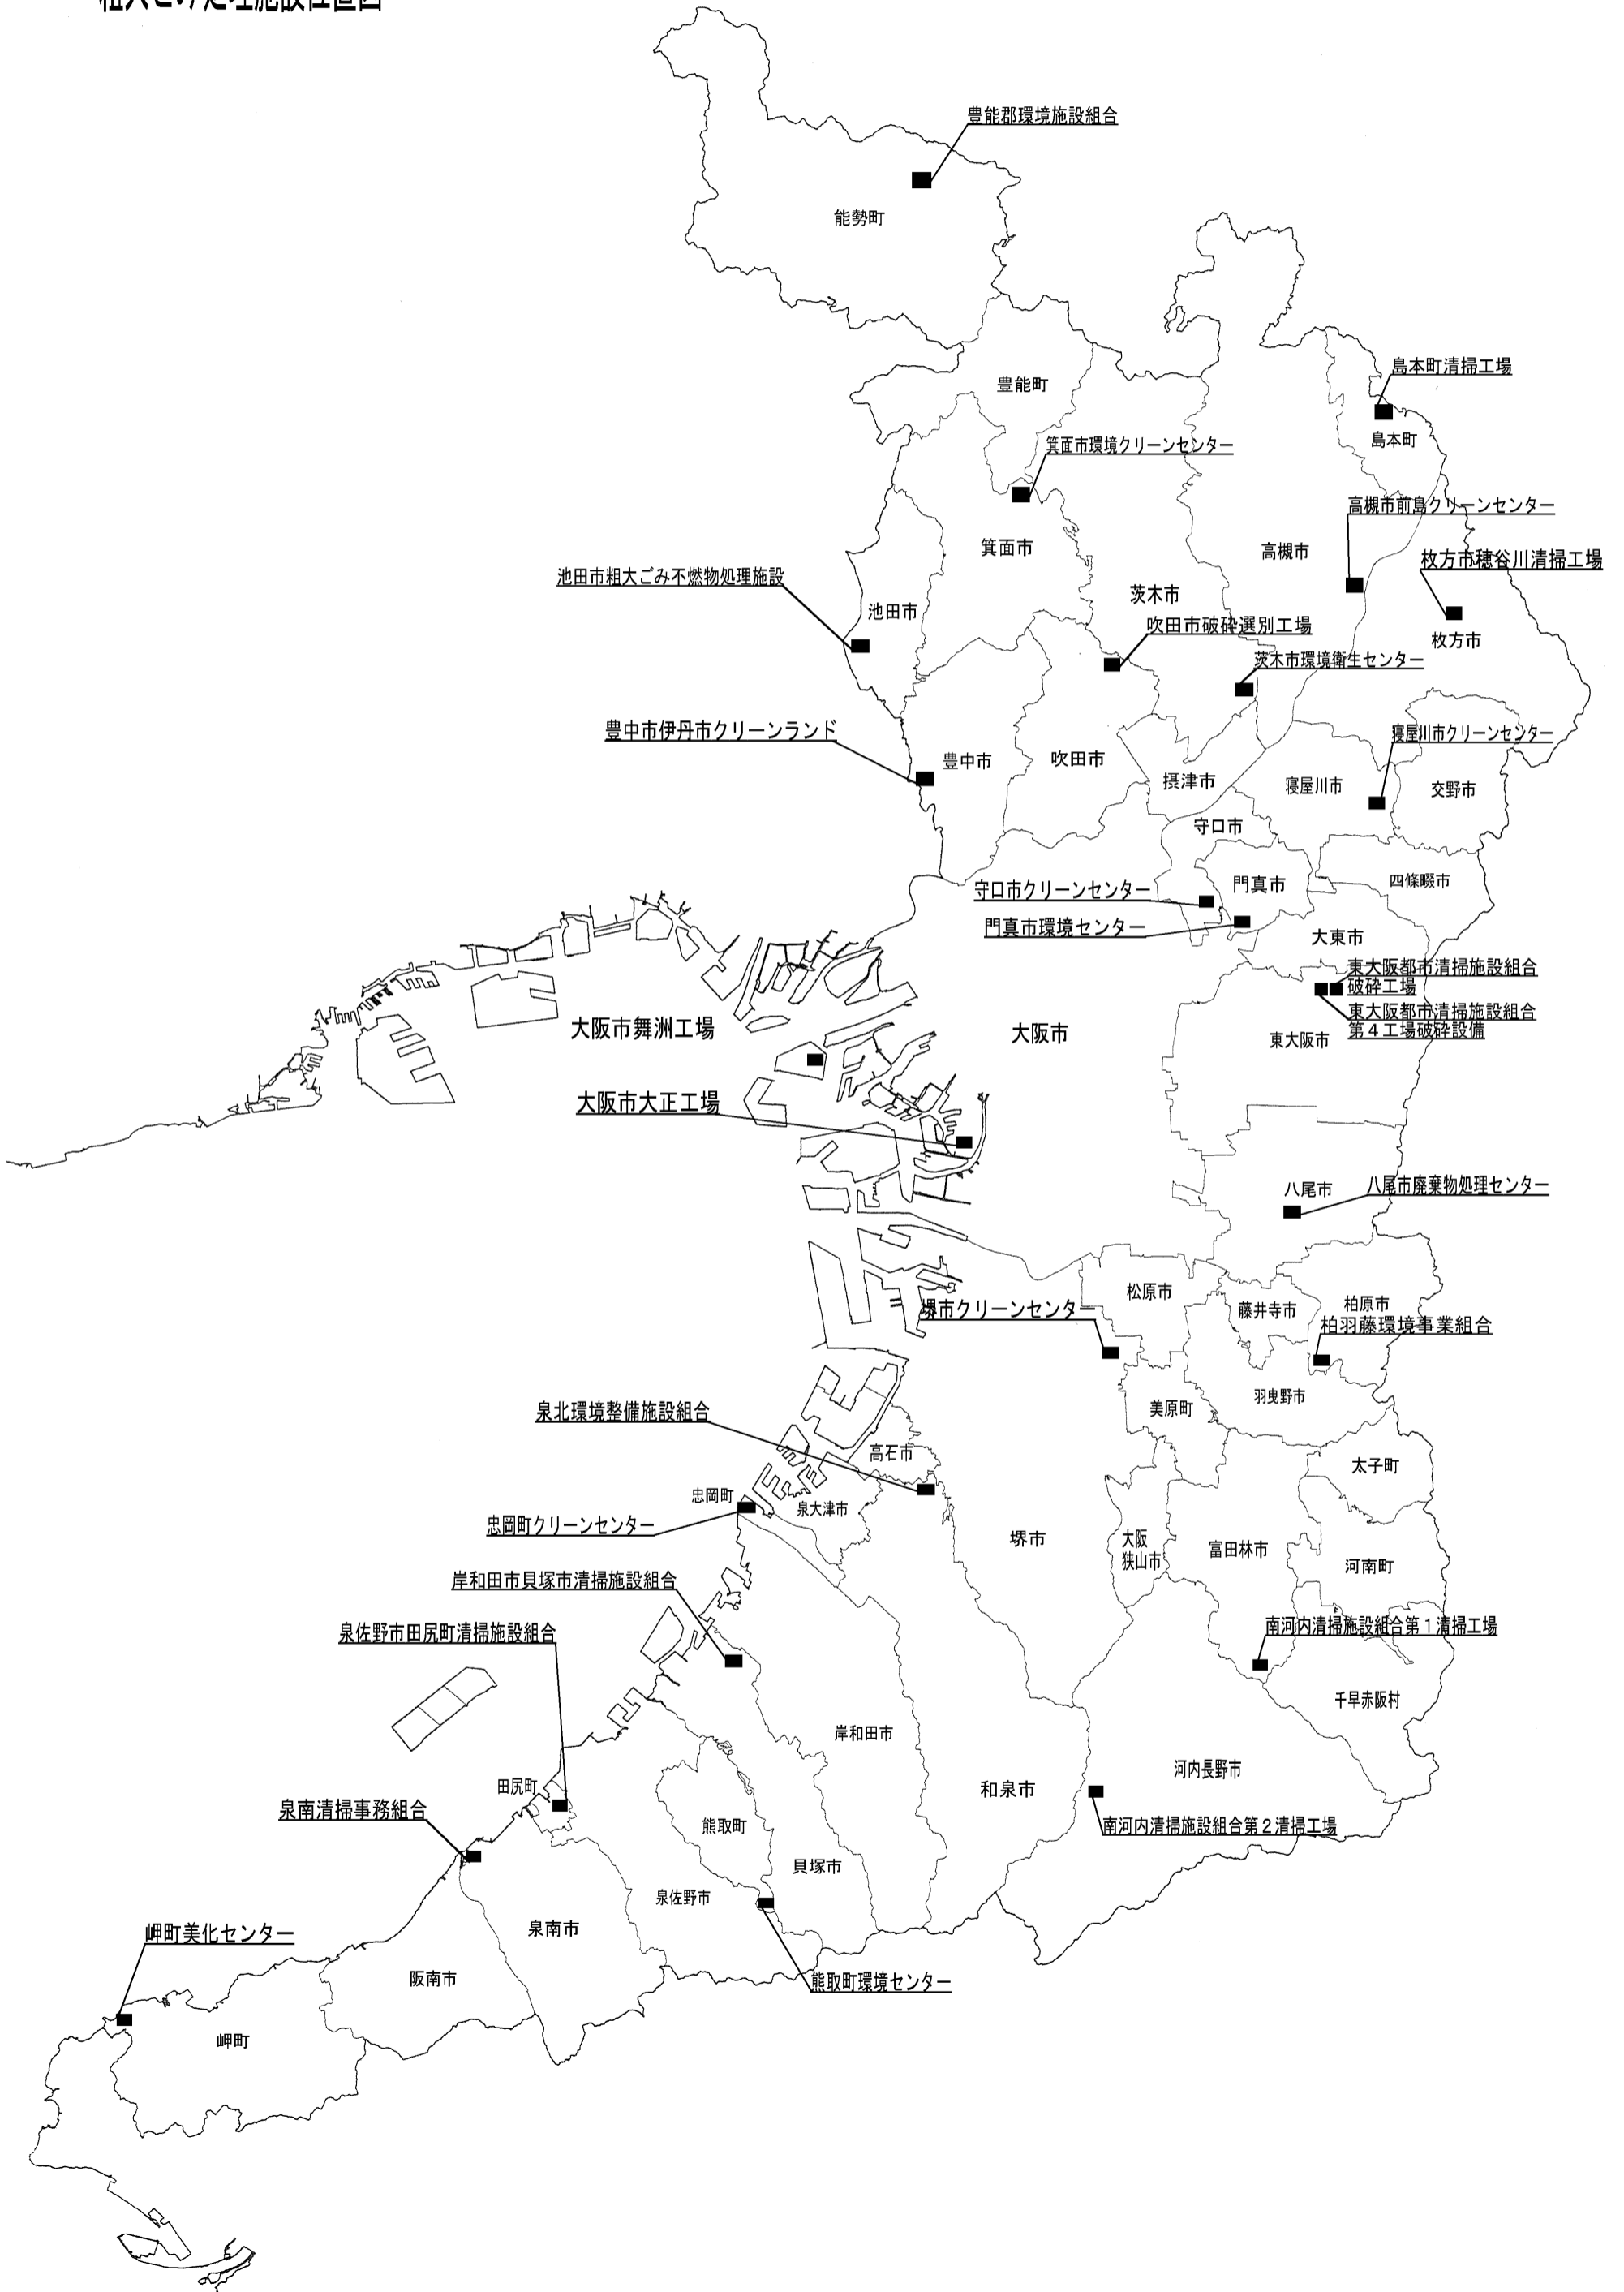 粗大ごみ処理施設位置図
豊能郡環境施設組合
能勢町
島本町清掃工場
豊能町
島本町
箕面市環境クリーンセンター
高槻市前島クリーンセンター
箕面市
高槻市
枚方市穂谷川清掃工場
池田市粗大ごみ不燃物処理施設
茨木市
池田市
吹田市破砕選別工場
枚方市
茨木市環境衛生センター
豊中市伊丹市クリーンランド
寝屋川市クリーンセンター
豊中市
吹田市
摂津市
寝屋川市
交野市
守口市
守口市クリーンセンター
門真市
四條畷市
門真市環境センター
大東市
東大阪都市清掃施設組合
破砕工場
東大阪都市清掃施設組合
第4工場破砕設備
大阪市舞洲工場
大阪市
東大阪市
大阪市大正工場
八尾市
八尾市廃棄物処理センター
松原市
藤井寺市
柏原市
堺市クリーンセンター
柏羽藤環境事業組合
羽曳野市
泉北環境整備施設組合
美原町
高石市
太子町
忠岡町
泉大津市
忠岡町クリーンセンター
堺市
大阪
狭山市
富田林市
河南町
岸和田市貝塚市清掃施設組合
泉佐野市田尻町清掃施設組合
南河内清掃施設組合第1清掃工場
千早赤阪村
岸和田市
河内長野市
田尻町
和泉市
泉南清掃事務組合
熊取町
南河内清掃施設組合第2清掃工場
貝塚市
泉佐野市
泉南市
岬町美化センター
阪南市
熊取町環境センター
岬町